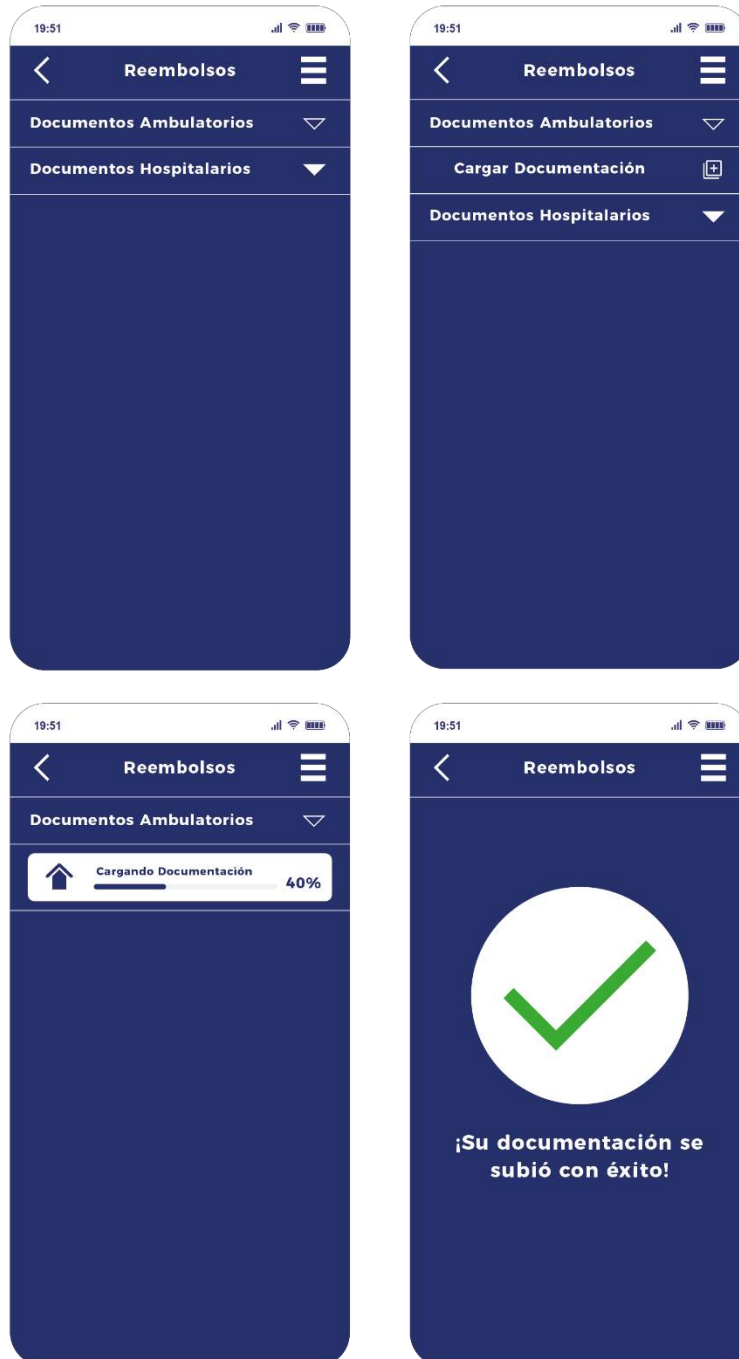 19:51
Reembolsos
Documentos Ambulatorios
Documentos Hospitalarios
19:51
Reembolsos
Documentos Ambulatorios
Cargar Documentación
Documentos Hospitalarios
19:51
Reembolsos
Documentos Ambulatorios
Cargando Documentación
40%
19:51
Reembolsos
¡Su documentación se
subió con éxito!